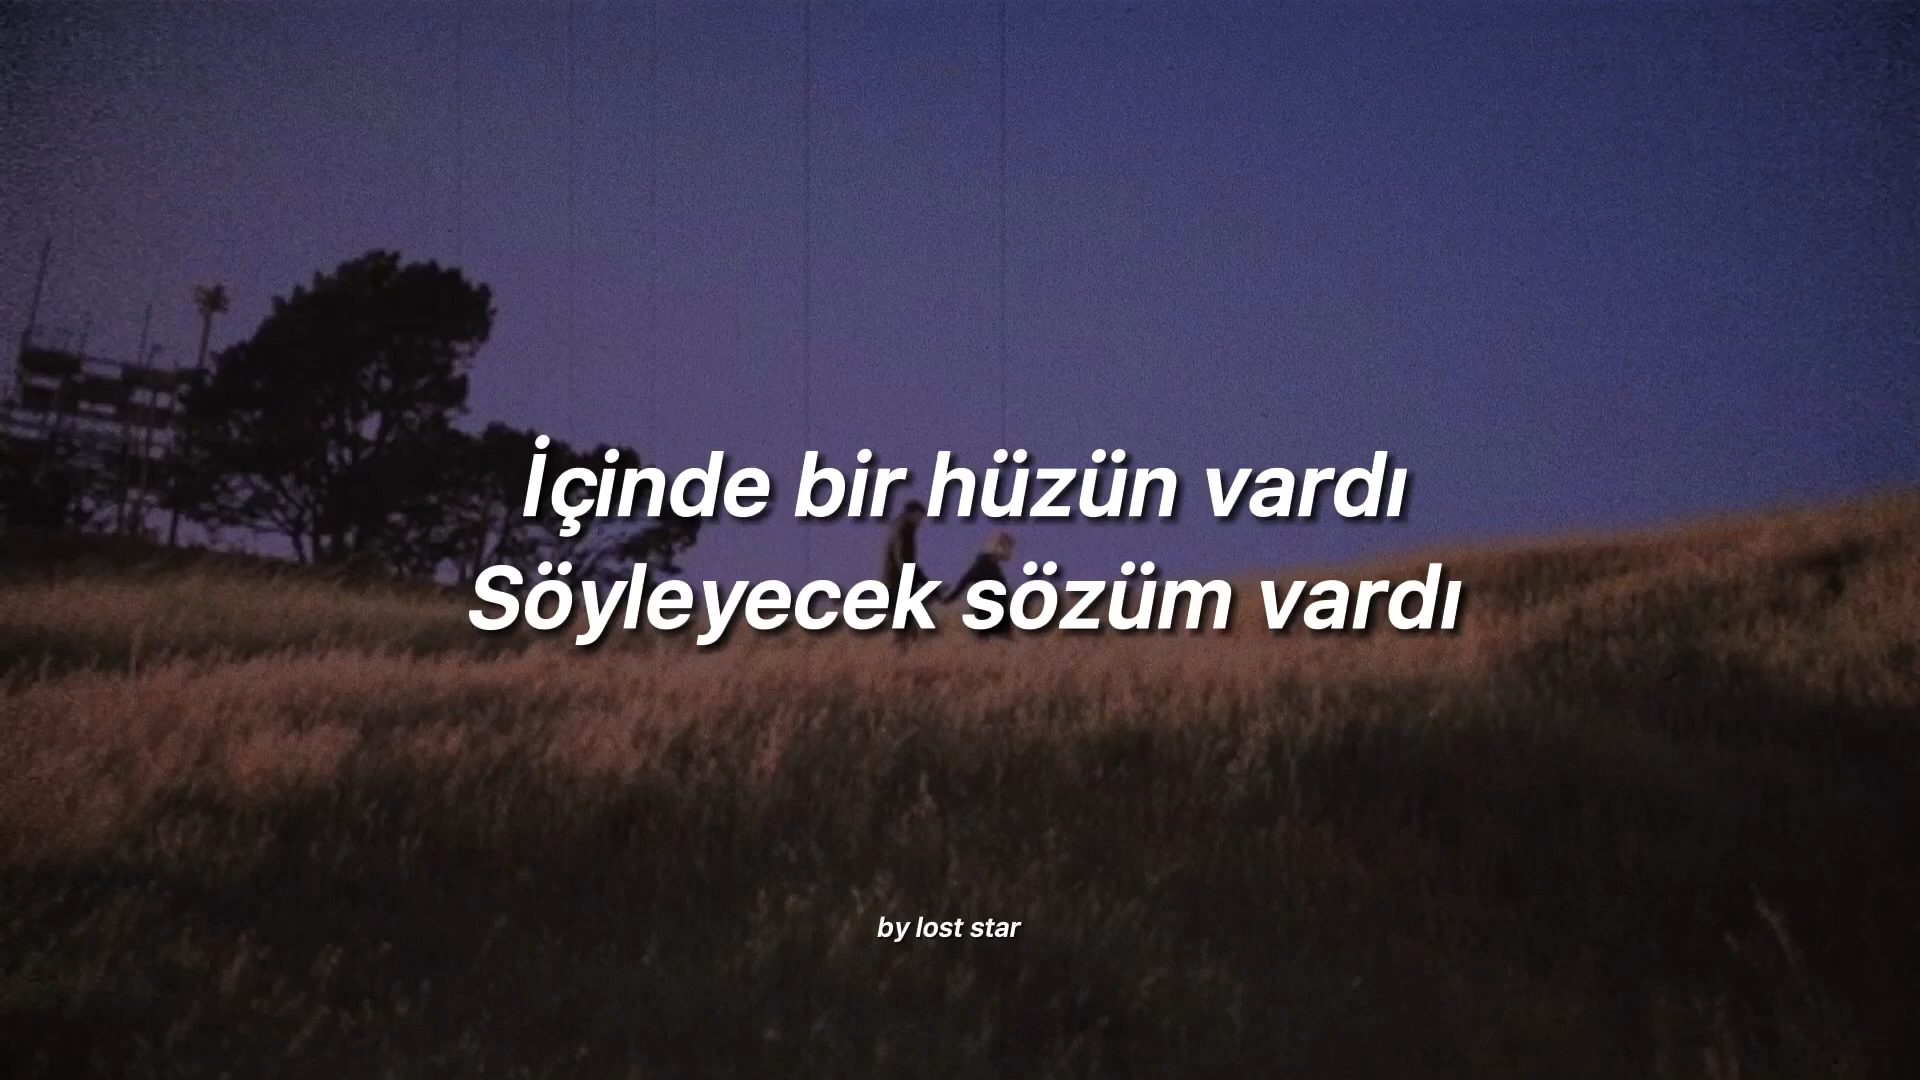 İçinde bir hüzün vardı
Söyleyecek sözüm vardı
by lost star